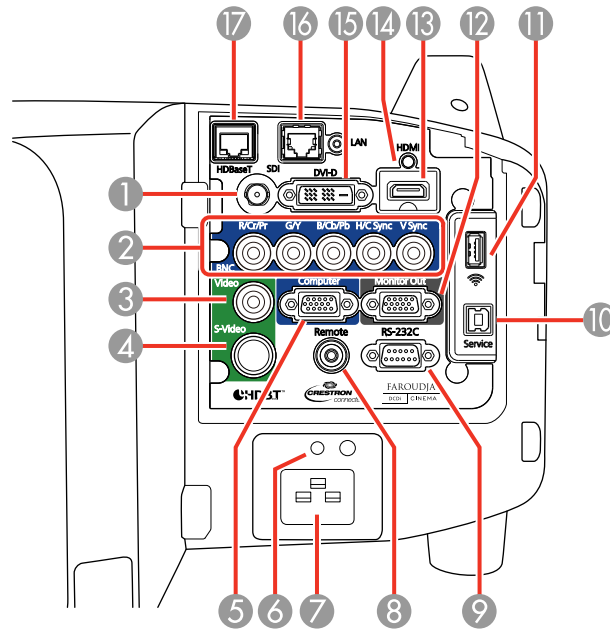 17 16 15 14 13 12 11
LAN
HDMI
HDBaseT SDI
DVI-D
1
R/Cr/Pr G/Y B/Cb/Pb H/C Sync V Sync
2
BNC
Video Computer Monitor Out
3
S-Video
4
Remote RS-232C
Service
10
HDBT™ CRESTRON connected FAROUDJA
DCDi CINEMA
5 6 7 8 9